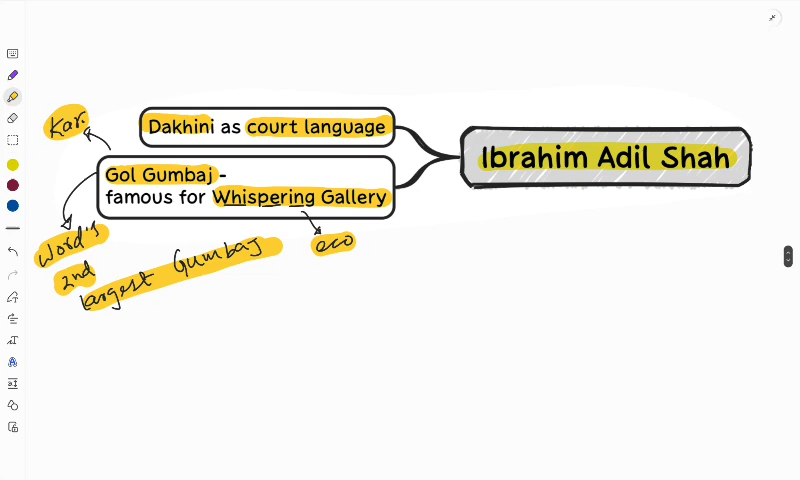 Kar.
Dakhini as court language
Ibrahim Adil Shah
Gol Gumbaj -
famous for Whispering Gallery
eco
Word's
2nd
largest Gumbaj